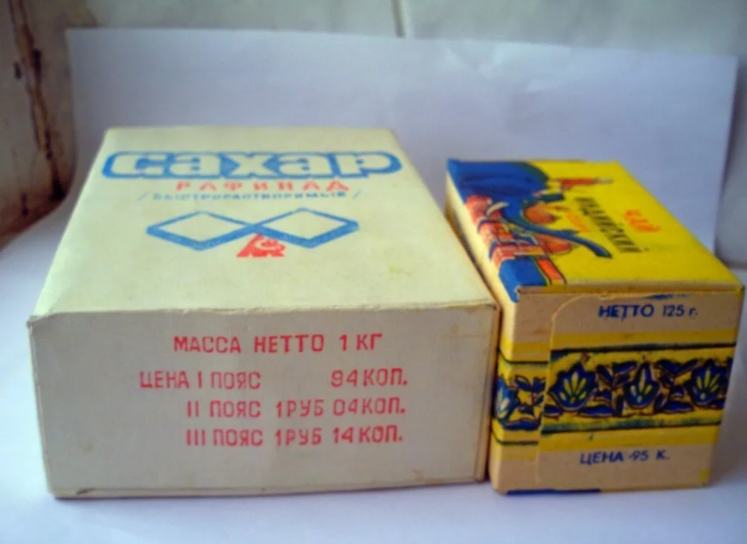 сахар
РАФИНАД
/ БЫСТРОРАСТВОРИМЫЙ /
МАССА НЕТТО 1 КГ
ЦЕНА I ПОЯС 94 КОП.
II ПОЯС 1РУБ 04 КОП.
III ПОЯС 1РУБ 14 КОП.
ЧАЙ
ИНДИЙСКИЙ
НЕТТО 125 г.
ЦЕНА 95 К.